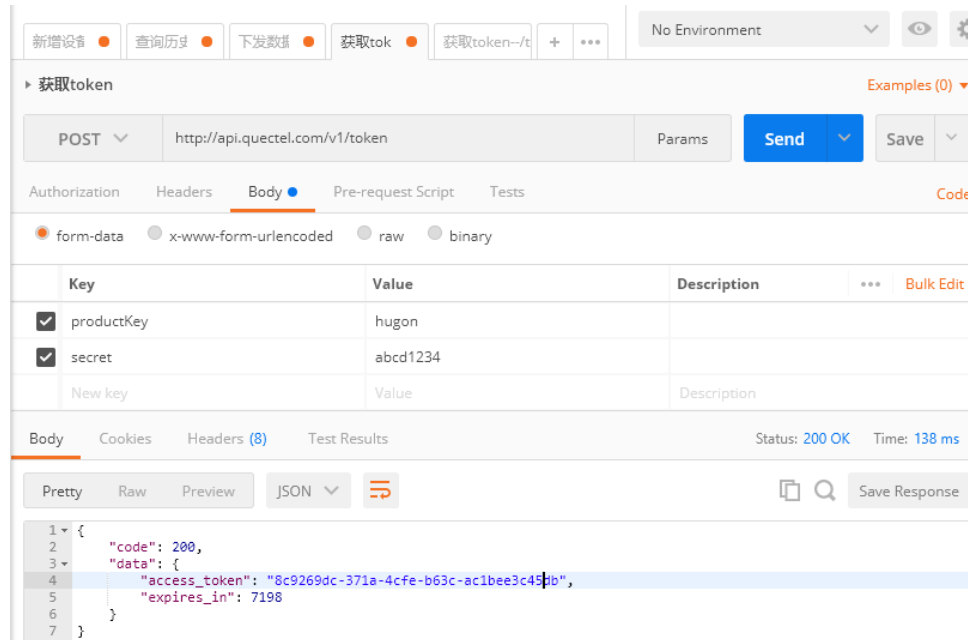 新增设备 查询历史 下发数据 获取tok 获取token--/t + ••• No Environment
获取token Examples (0)
POST http://api.quectel.com/v1/token Params Send Save
Authorization Headers Body Pre-request Script Tests Code
form-data x-www-form-urlencoded raw binary
Key Value Description ••• Bulk Edit
productKey hugon
secret abcd1234
New key Value Description
Body Cookies Headers (8) Test Results Status: 200 OK Time: 138 ms
Pretty Raw Preview JSON Save Response
1 {
2 "code": 200,
3 "data": {
4 "access_token": "8c9269dc-371a-4cfe-b63c-ac1bee3c45db",
5 "expires_in": 7198
6 }
7 }